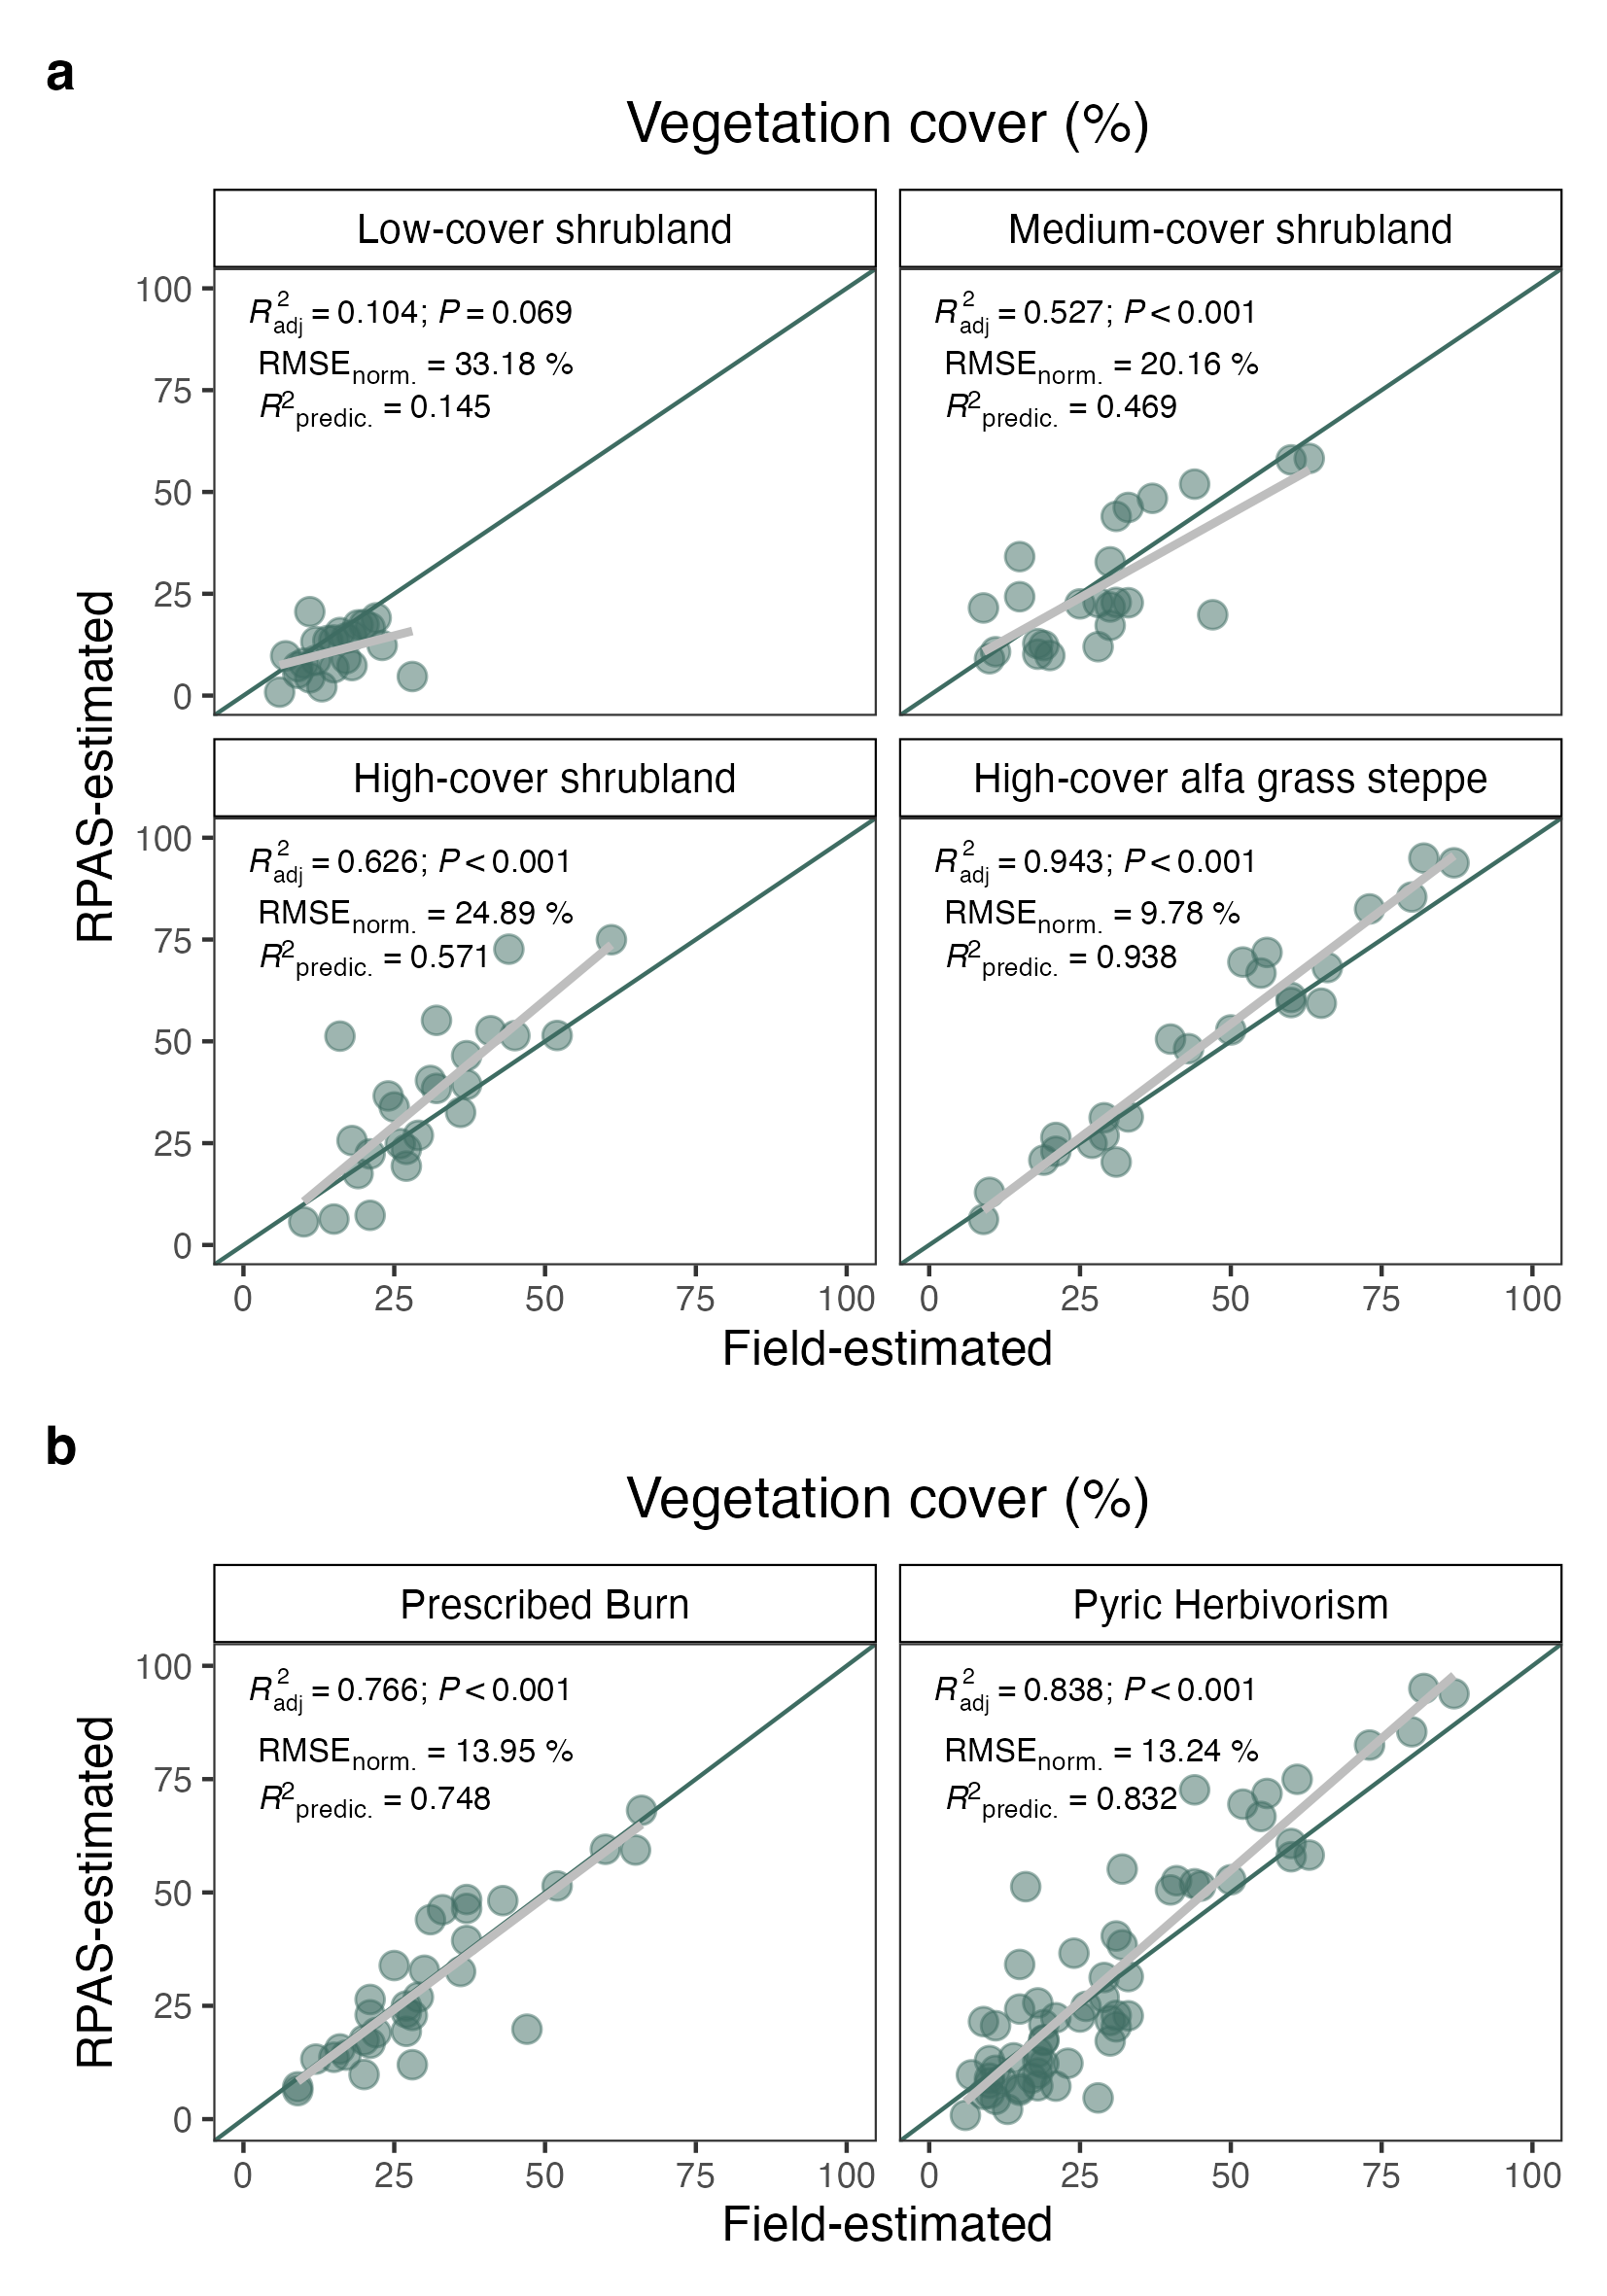 a
Vegetation cover (%)
Low-cover shrubland
Medium-cover shrubland
R²adj = 0.104; P = 0.069
RMSEnorm. = 33.18 %
R²predic. = 0.145
R²adj = 0.527; P < 0.001
RMSEnorm. = 20.16 %
R²predic. = 0.469
100
75
50
25
0
High-cover shrubland
High-cover alfa grass steppe
R²adj = 0.626; P < 0.001
RMSEnorm. = 24.89 %
R²predic. = 0.571
R²adj = 0.943; P < 0.001
RMSEnorm. = 9.78 %
R²predic. = 0.938
100
75
50
25
0
RPAS-estimated
0 25 50 75 100
0 25 50 75 100
Field-estimated
b
Vegetation cover (%)
Prescribed Burn
Pyric Herbivorism
R²adj = 0.766; P < 0.001
RMSEnorm. = 13.95 %
R²predic. = 0.748
R²adj = 0.838; P < 0.001
RMSEnorm. = 13.24 %
R²predic. = 0.832
100
75
50
25
0
RPAS-estimated
0 25 50 75 100
0 25 50 75 100
Field-estimated